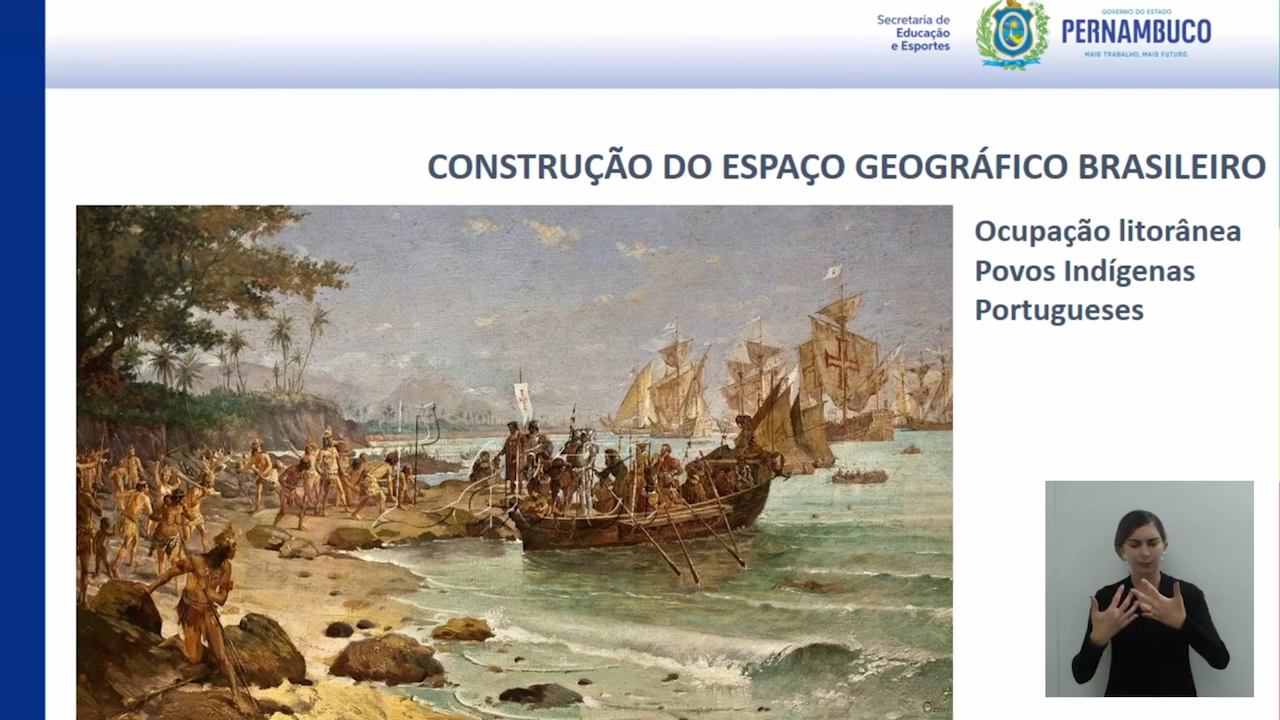 Secretaria de
Educação
e Esportes
GOVERNO DO ESTADO
PERNAMBUCO
MAIS TRABALHO, MAIS FUTURO.
CONSTRUÇÃO DO ESPAÇO GEOGRÁFICO BRASILEIRO
Ocupação litorânea
Povos Indígenas
Portugueses